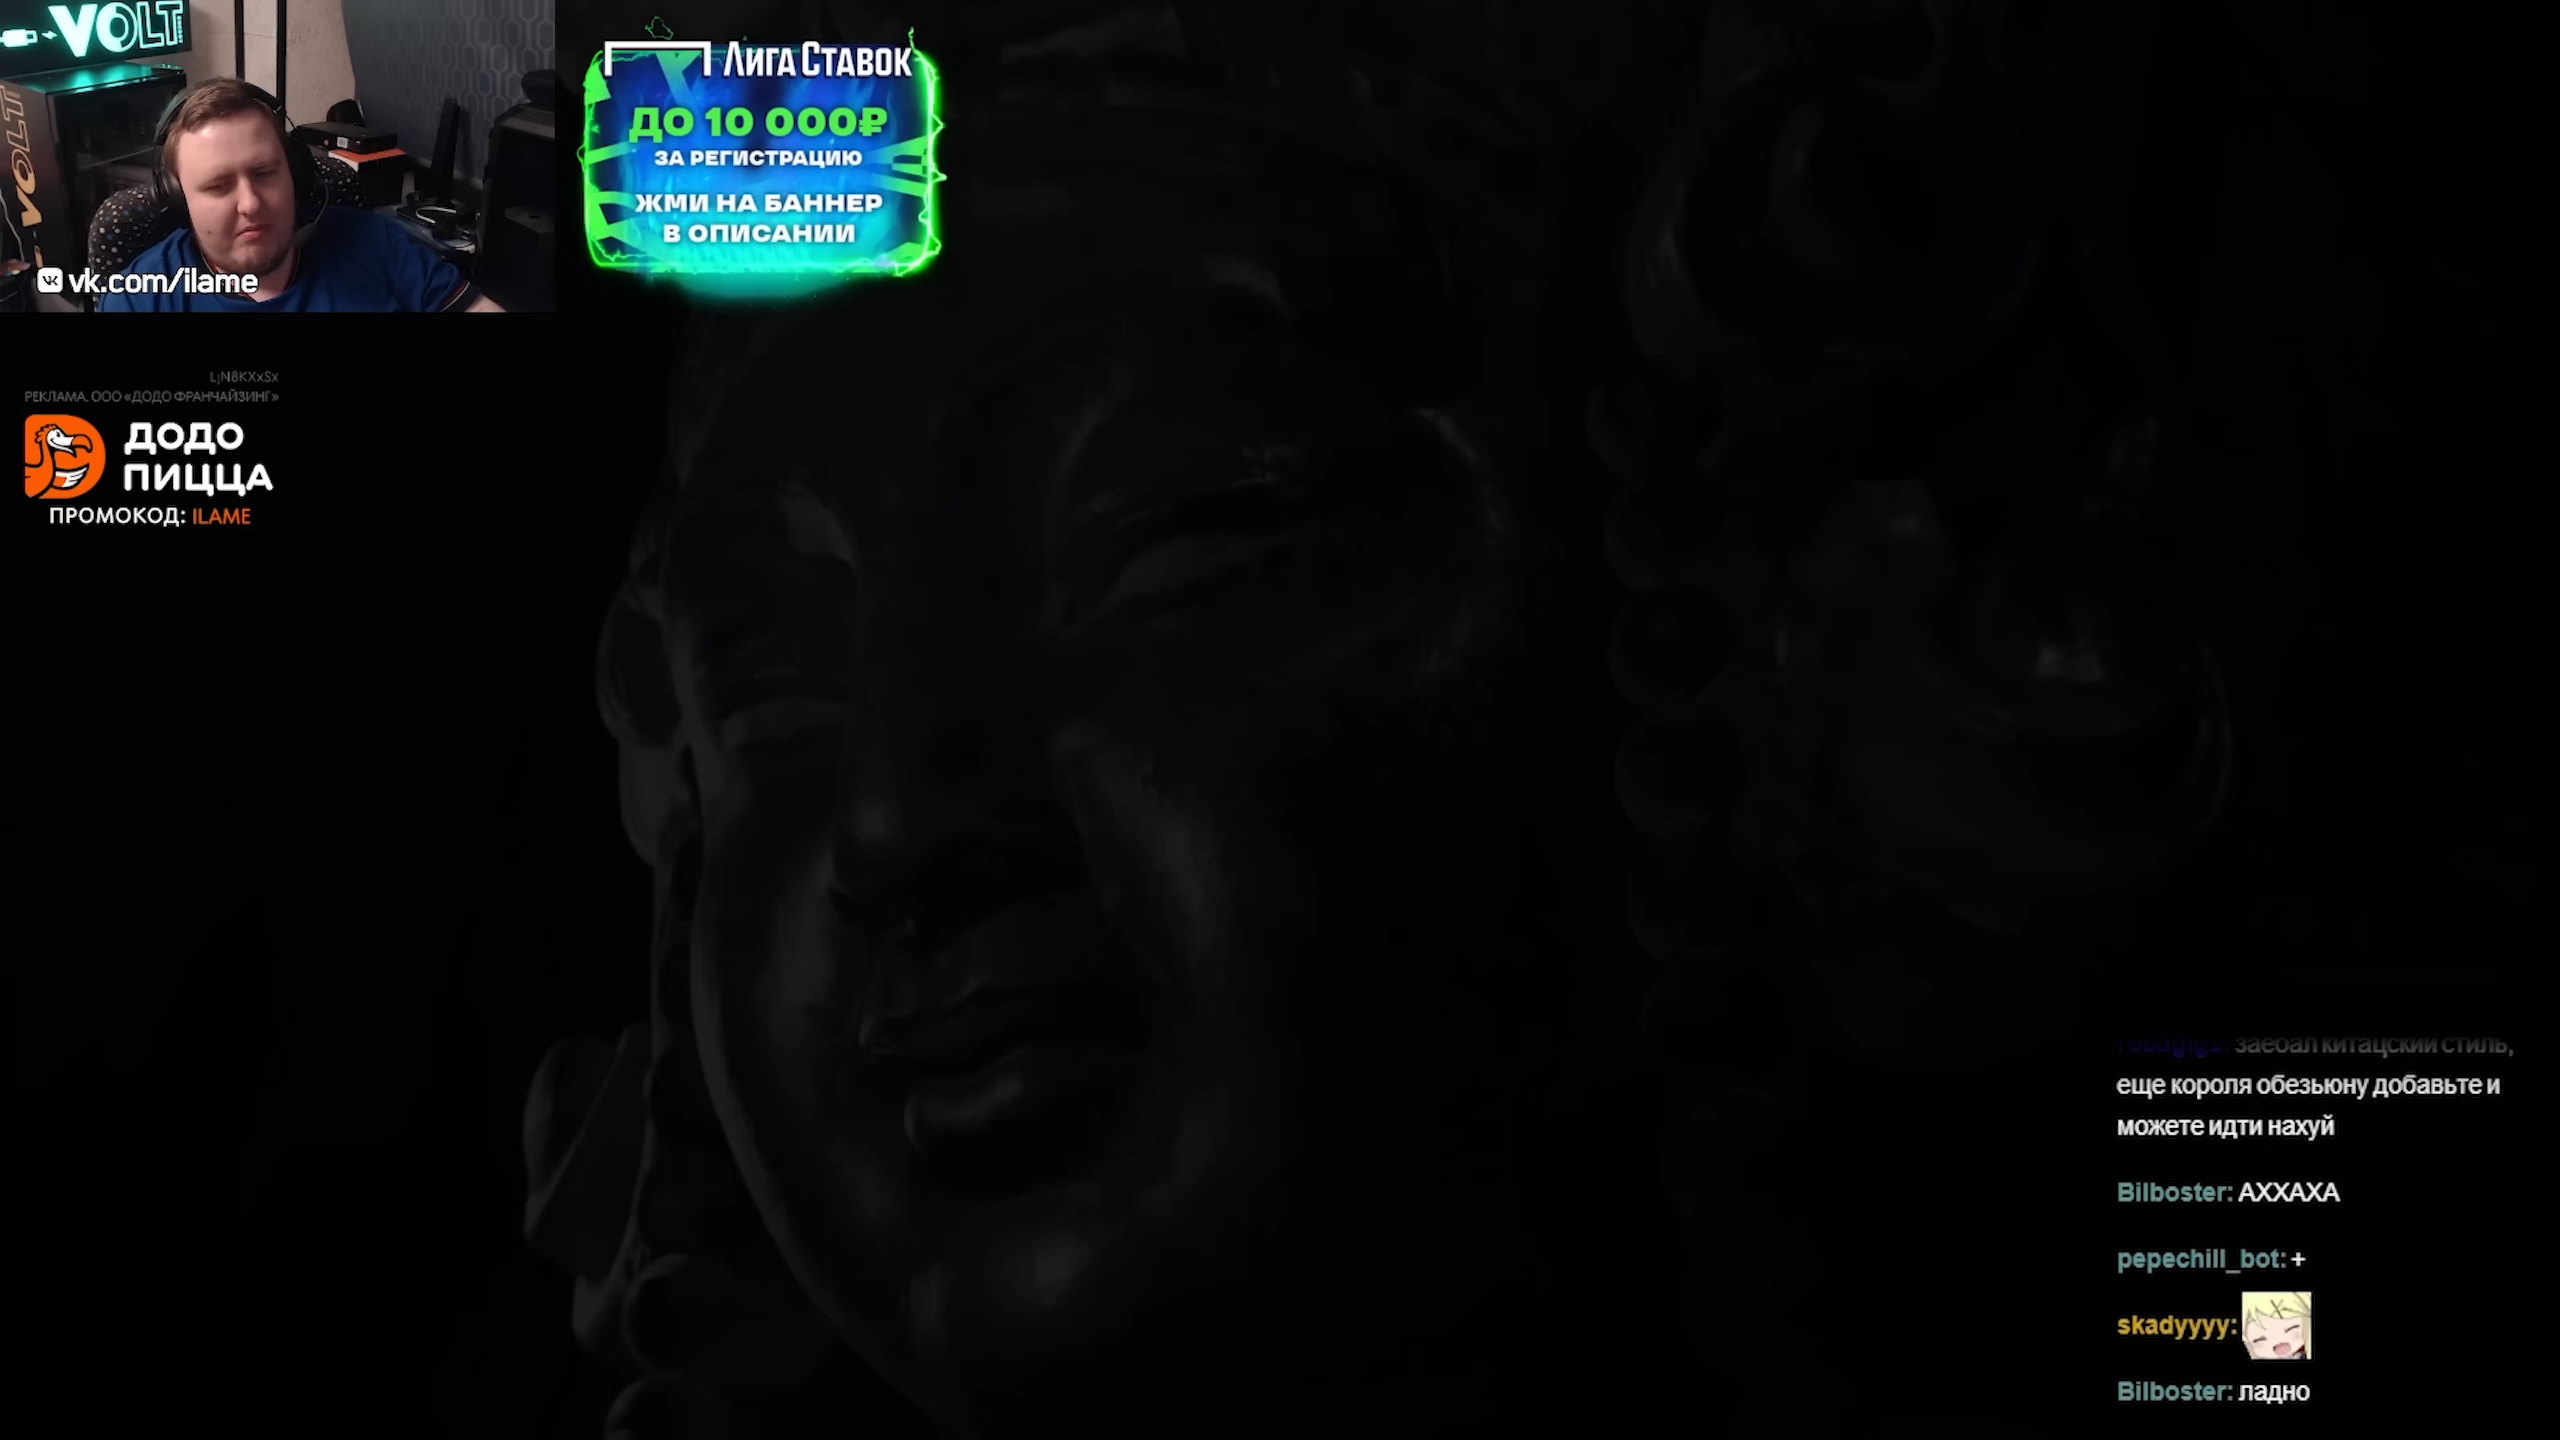 VOLT
VOLT
vk.com/ilame
ЛИГА СТАВОК
ДО 10 000₽
ЗА РЕГИСТРАЦИЮ
ЖМИ НА БАННЕР
В ОПИСАНИИ
LjN8KXxSx
РЕКЛАМА. ООО «ДОДО ФРАНЧАЙЗИНГ»
ДОДО
ПИЦЦА
ПРОМОКОД: ILAME
заебал китацский стиль,
еще короля обезьюну добавьте и
можете идти нахуй
Bilboster: АХХАХА
pepechill_bot: +
skadyyyy:
Bilboster: ладно